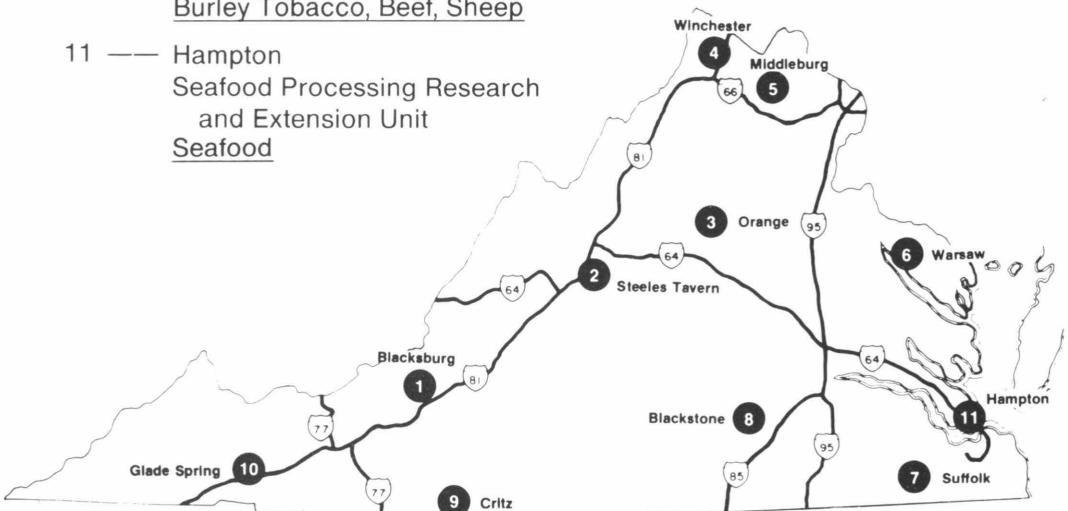 Burley Tobacco, Beef, Sheep
11 —— Hampton
Seafood Processing Research
and Extension Unit
Seafood
Winchester
4
Middleburg
5
66
81
3 Orange
95
6
Warsaw
64
2
Steeles Tavern
64
Blacksburg
1
81
64
Hampton
11
Blackstone 8
77
95
Glade Spring 10
85
7 Suffolk
77
9 Critz